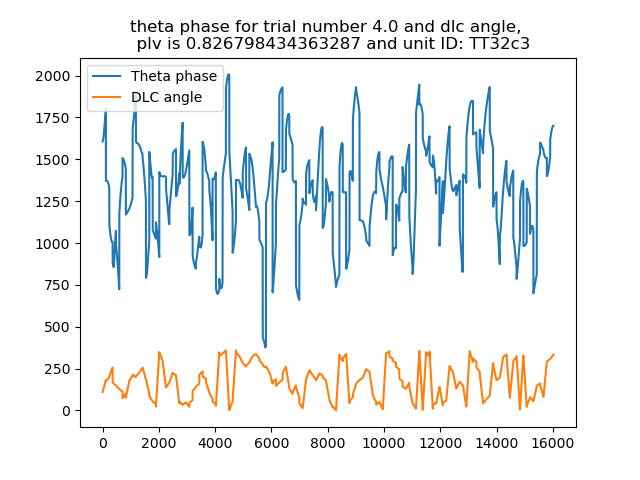 theta phase for trial number 4.0 and dlc angle,
plv is 0.826798434363287 and unit ID: TT32c3
Theta phase
DLC angle
2000
1750
1500
1250
1000
750
500
250
0
0 2000 4000 6000 8000 10000 12000 14000 16000